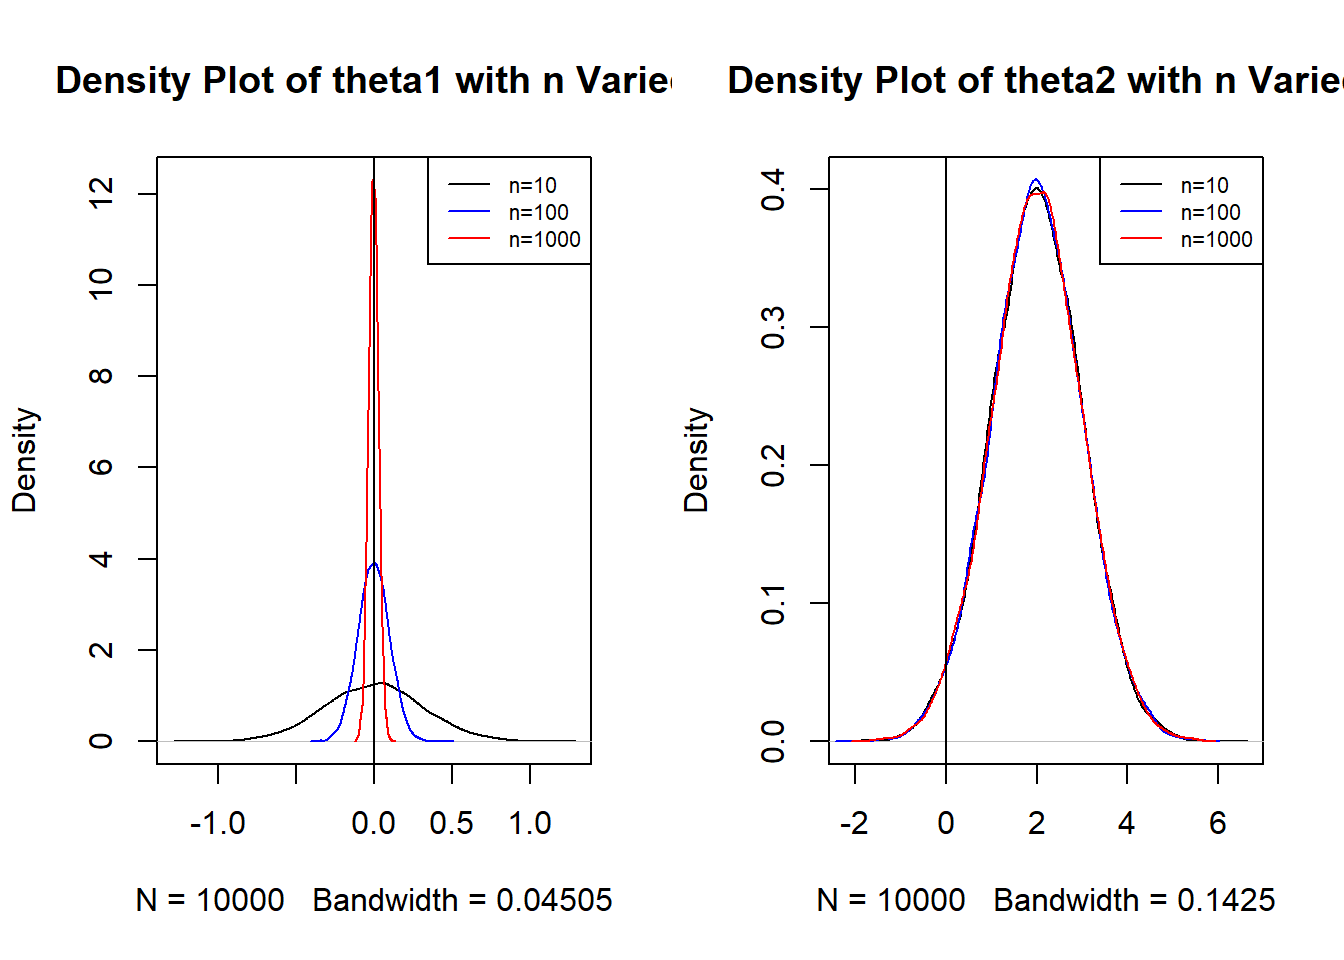 Density Plot of theta1 with n Varie
Density
12
10
8
6
4
2
0
n=10
n=100
n=1000
-1.0 0.0 0.5 1.0
N = 10000 Bandwidth = 0.04505
Density Plot of theta2 with n Varie
Density
0.4
0.3
0.2
0.1
0.0
n=10
n=100
n=1000
-2 0 2 4 6
N = 10000 Bandwidth = 0.1425